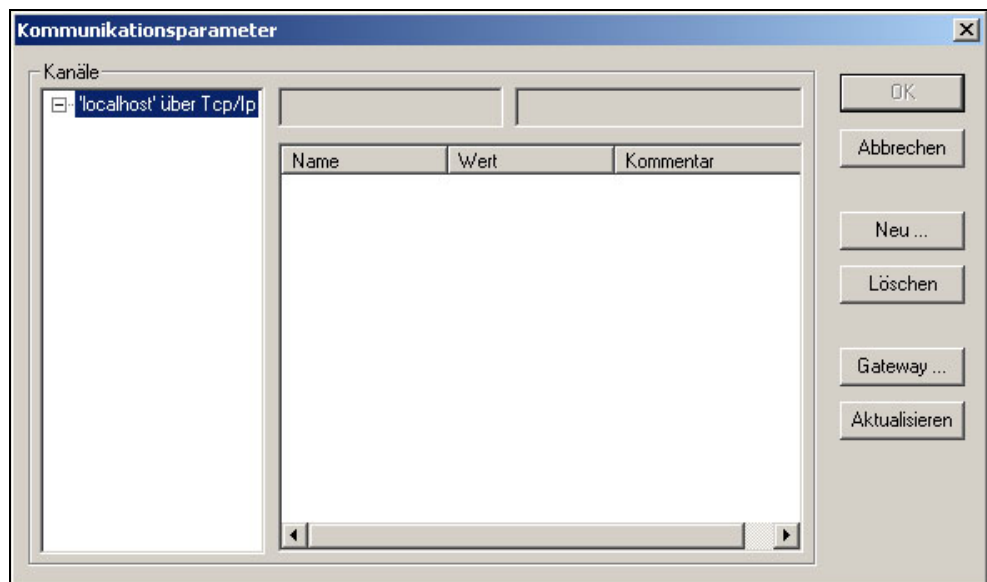 Kommunikationsparameter
Kanäle
'localhost' über Tcp/Ip
Name Wert Kommentar
OK
Abbrechen
Neu ...
Löschen
Gateway ...
Aktualisieren